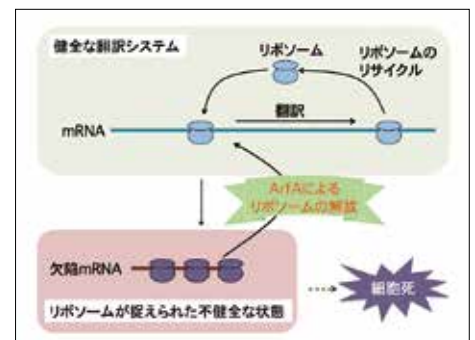 健全な翻訳システム
リボソーム
リボソームの
リサイクル
翻訳
mRNA
ArfAによる
リボソームの解放
欠陥mRNA
細胞死
リボソームが捉えられた不健全な状態